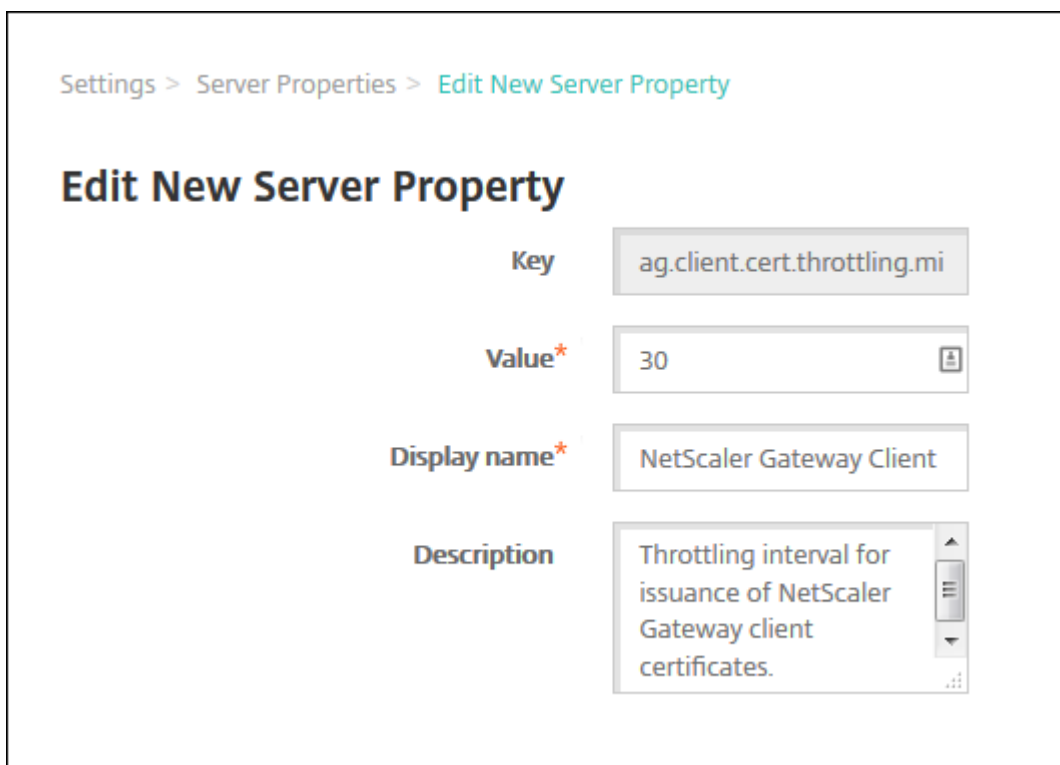 Settings > Server Properties > Edit New Server Property
Edit New Server Property
Key
ag.client.cert.throttling.mi
Value*
30
Display name*
NetScaler Gateway Client
Description
Throttling interval for
issuance of NetScaler
Gateway client
certificates.